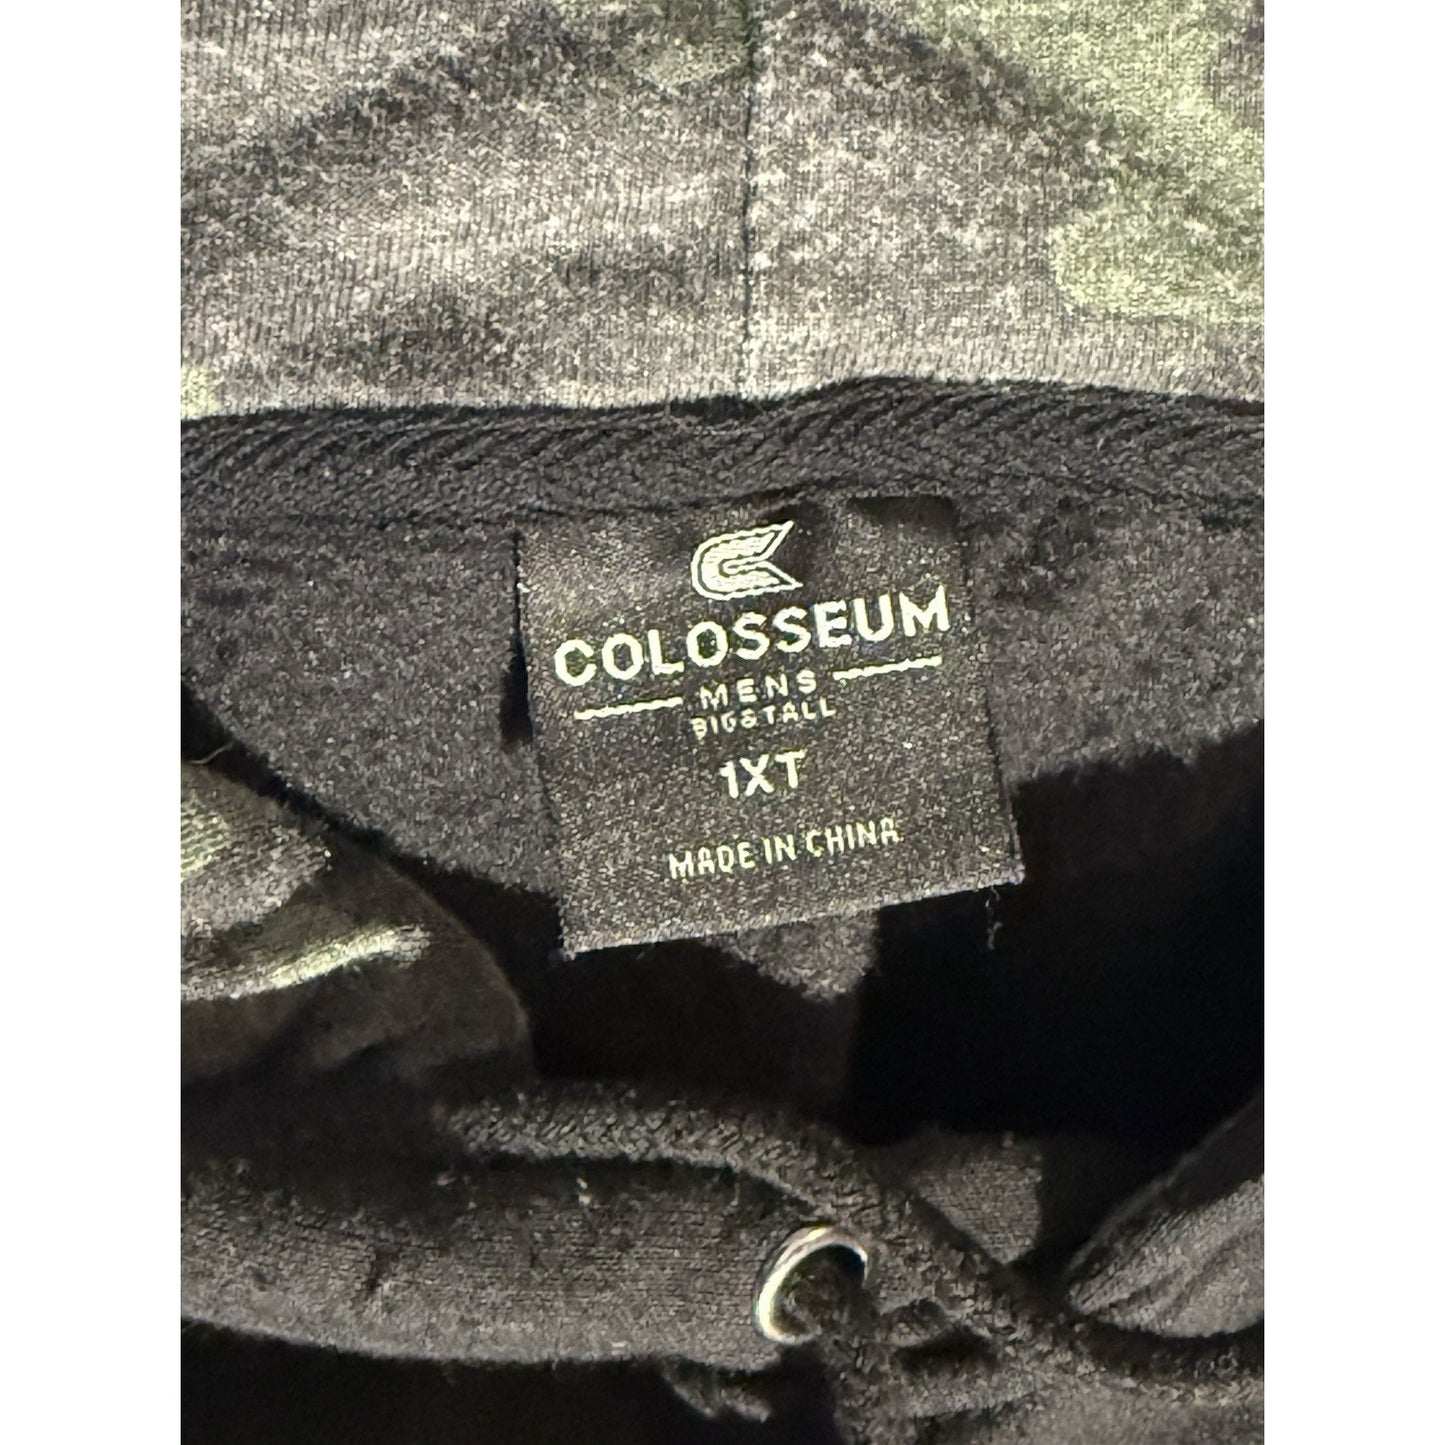 COLOSSEUM
MENS
BIG&TALL
1XT
MADE IN CHINA